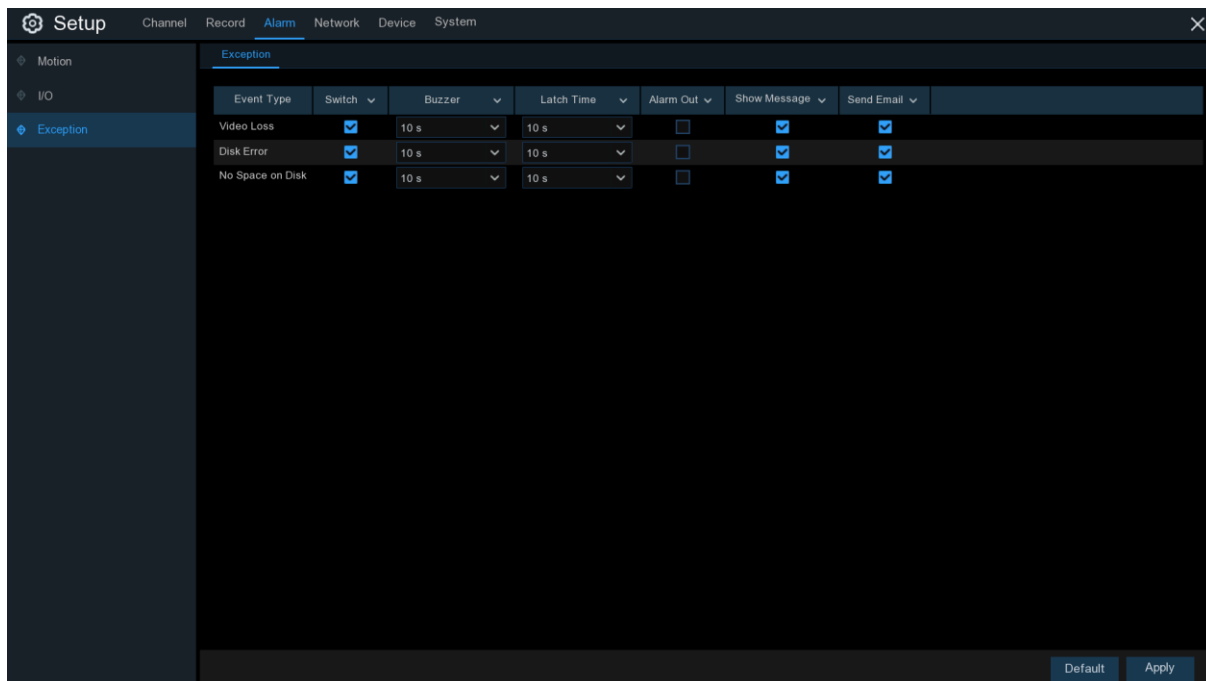 Setup Channel Record Alarm Network Device System
Motion
I/O
Exception
Exception
Event Type Switch Buzzer Latch Time Alarm Out Show Message Send Email
Video Loss 10 s 10 s
Disk Error 10 s 10 s
No Space on Disk 10 s 10 s
Default Apply